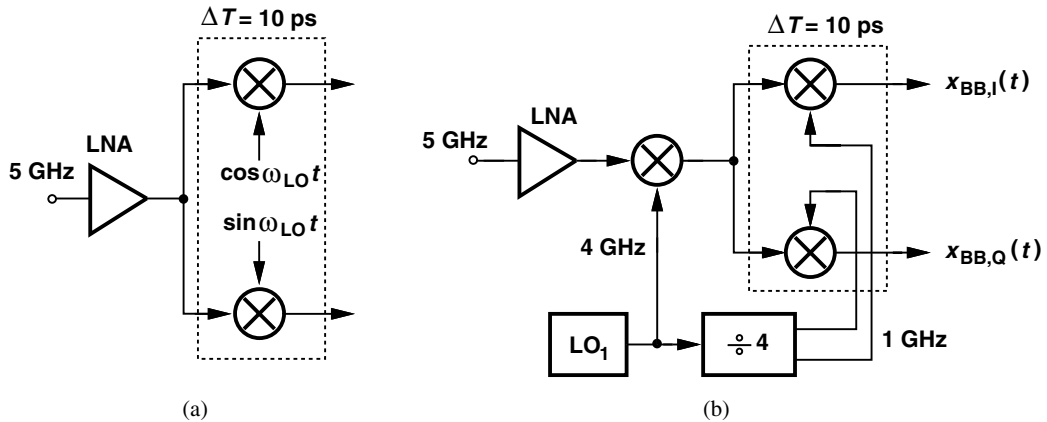 ΔT = 10 ps
LNA
5 GHz
cos ω_LO t
sin ω_LO t
(a)
ΔT = 10 ps
LNA
5 GHz
4 GHz
x_BB,I (t)
x_BB,Q (t)
LO₁
÷ 4
1 GHz
(b)